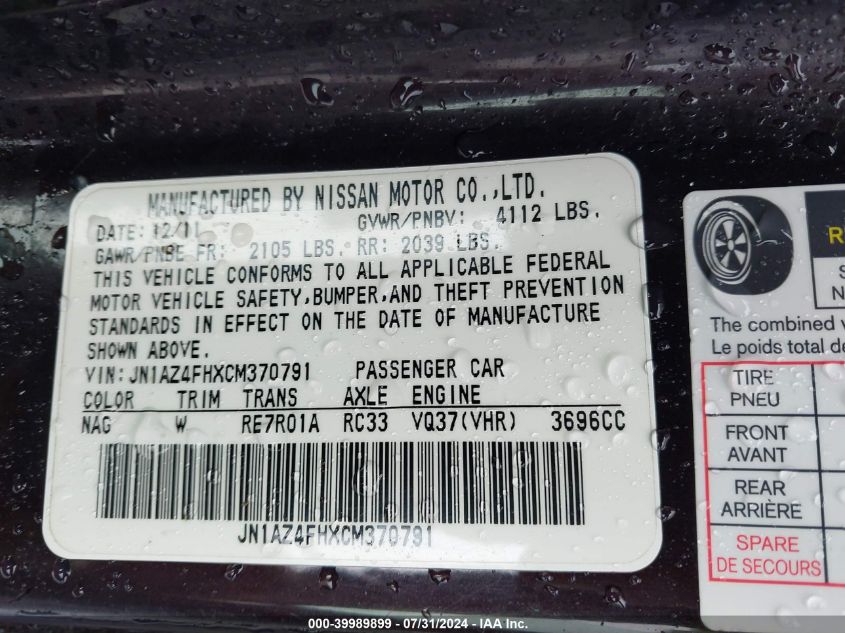 MANUFACTURED BY NISSAN MOTOR CO.,LTD.
DATE: 12/11 GVWR/PNBV: 4112 LBS.
GAWR/PNBE FR: 2105 LBS. RR: 2039 LBS.
THIS VEHICLE CONFORMS TO ALL APPLICABLE FEDERAL
MOTOR VEHICLE SAFETY,BUMPER,AND THEFT PREVENTION
STANDARDS IN EFFECT ON THE DATE OF MANUFACTURE
SHOWN ABOVE.
VIN:JN1AZ4FHXCM370791 PASSENGER CAR
COLOR TRIM TRANS AXLE ENGINE
NAG W RE7R01A RC33 VQ37(VHR) 3696CC
JN1AZ4FHXCM370791
The combined
Le poids total de
TIRE
PNEU
FRONT
AVANT
REAR
ARRIÈRE
SPARE
DE SECOURS
000-39989899 / 07/31/2024 - IAA Inc.